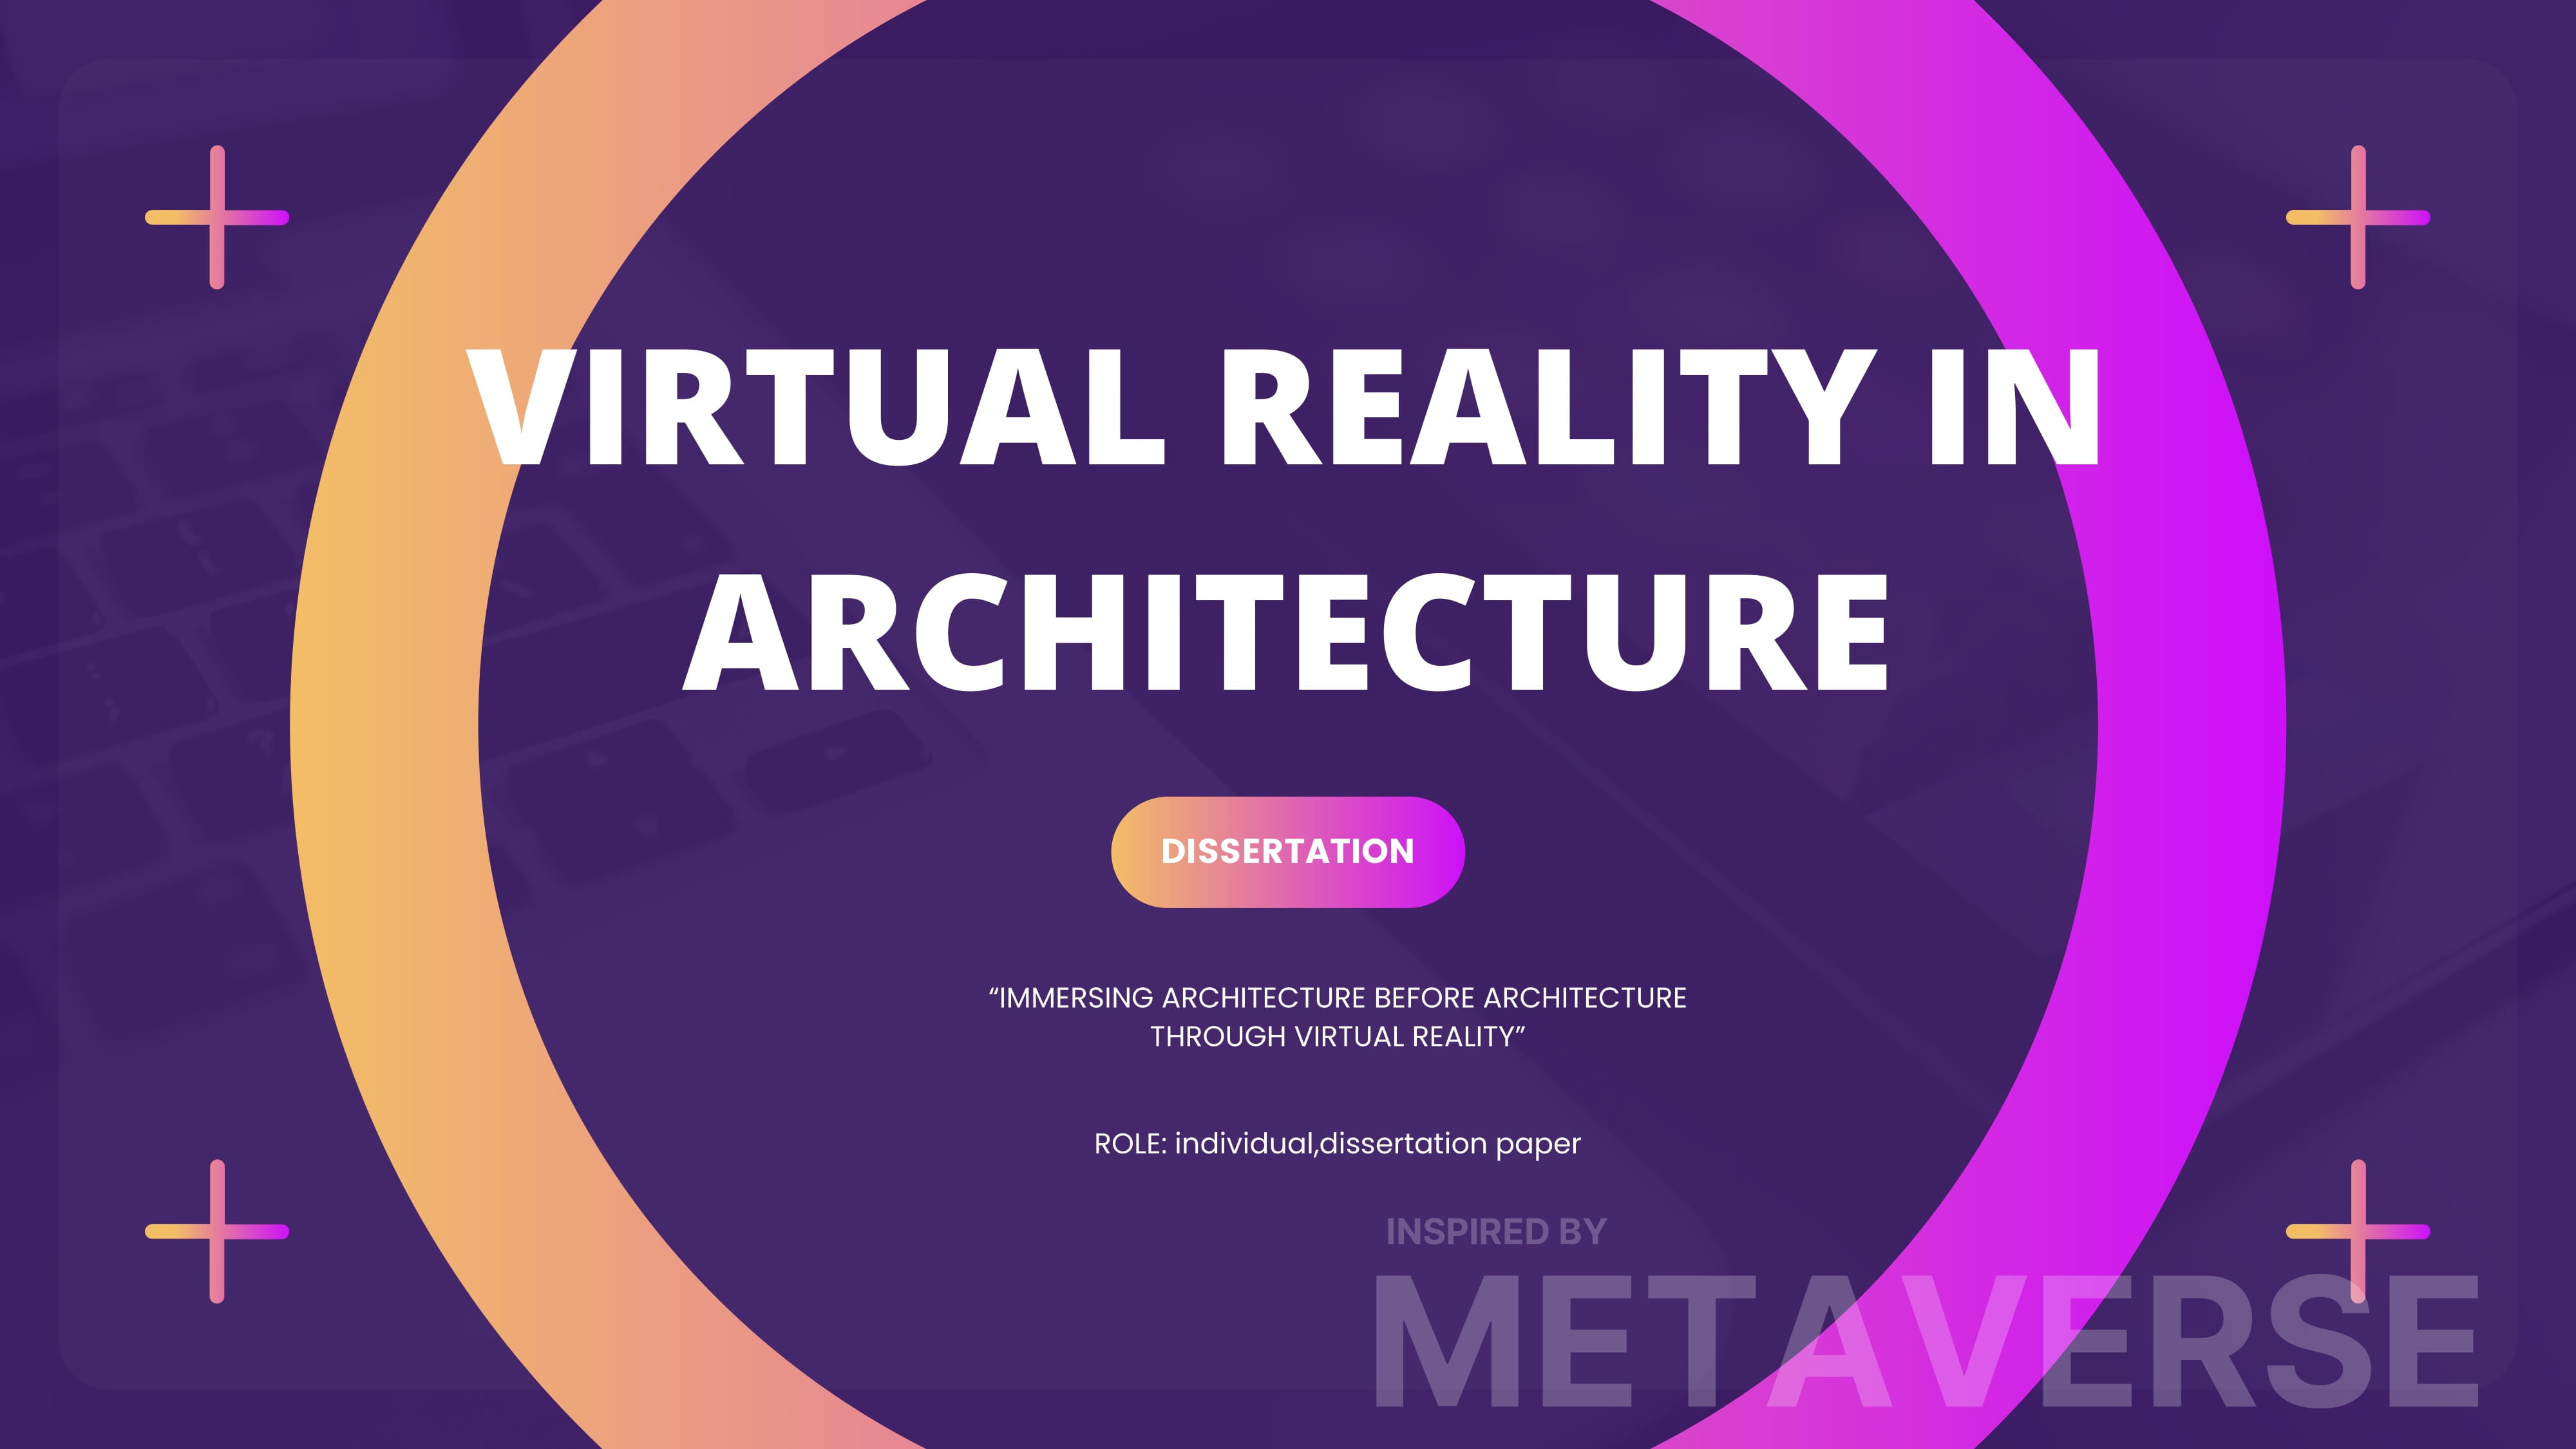 VIRTUAL REALITY IN
ARCHITECTURE
DISSERTATION
“IMMERSING ARCHITECTURE BEFORE ARCHITECTURE
THROUGH VIRTUAL REALITY”
ROLE: individual,dissertation paper
INSPIRED BY
METAVERSE